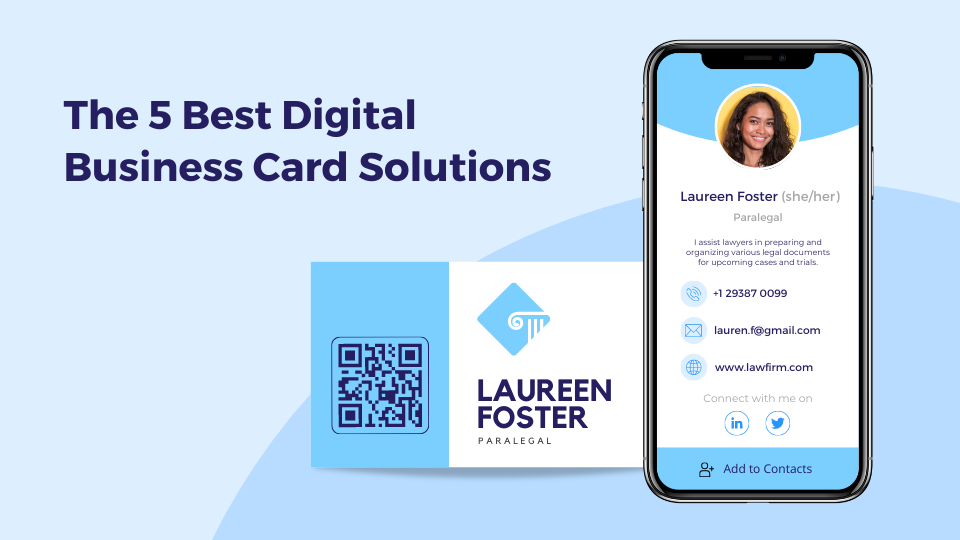 The 5 Best Digital
Business Card Solutions
LAUREEN
FOSTER
PARALEGAL
Laureen Foster (she/her)
Paralegal
I assist lawyers in preparing and
organizing various legal documents
for upcoming cases and trials.
+1 29387 0099
lauren.f@gmail.com
www.lawfirm.com
Connect with me on
in
Add to Contacts